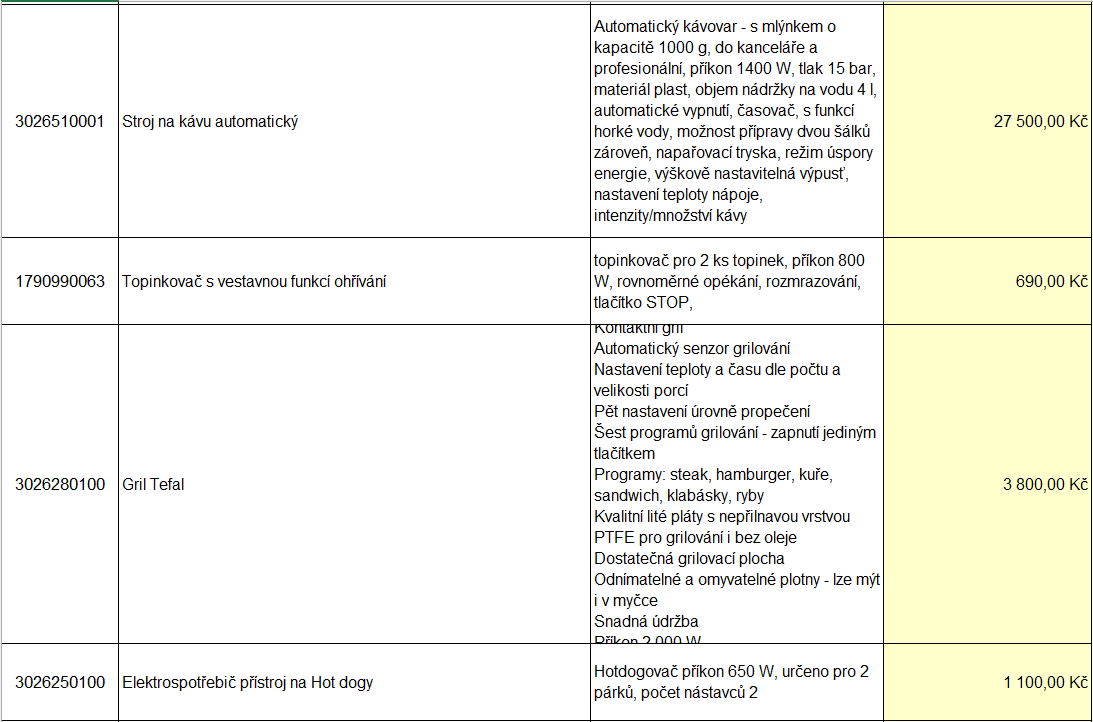 3026510001
Stroj na kávu automatický
Automatický kávovar - s mlýnkem o
kapacitě 1000 g, do kanceláře a
profesionální, příkon 1400 W, tlak 15 bar,
materiál plast, objem nádržky na vodu 4 l,
automatické vypnutí, časovač, s funkcí
horké vody, možnost přípravy dvou šálků
zároveň, napařovací tryska, režim úspory
energie, výškově nastavitelná výpusť,
nastavení teploty nápoje,
intenzity/množství kávy
27 500,00 Kč
1790990063
Topinkovač s vestavnou funkcí ohřívání
topinkovač pro 2 ks topinek, příkon 800
W, rovnoměrné opékání, rozmrazování,
tlačítko STOP,
690,00 Kč
3026280100
Gril Tefal
Kontaktní gril
Automatický senzor grilování
Nastavení teploty a času dle počtu a
velikosti porcí
Pět nastavení úrovně propečení
Šest programů grilování - zapnutí jediným
tlačítkem
Programy: steak, hamburger, kuře,
sandwich, klabásky, ryby
Kvalitní lité pláty s nepřilnavou vrstvou
PTFE pro grilování i bez oleje
Dostatečná grilovací plocha
Odnímatelné a omyvatelné plotny - lze mýt
i v myčce
Snadná údržba
Příkon 2 000 W
3 800,00 Kč
3026250100
Elektrospotřebič přístroj na Hot dogy
Hotdogovač příkon 650 W, určeno pro 2
párků, počet nástavců 2
1 100,00 Kč